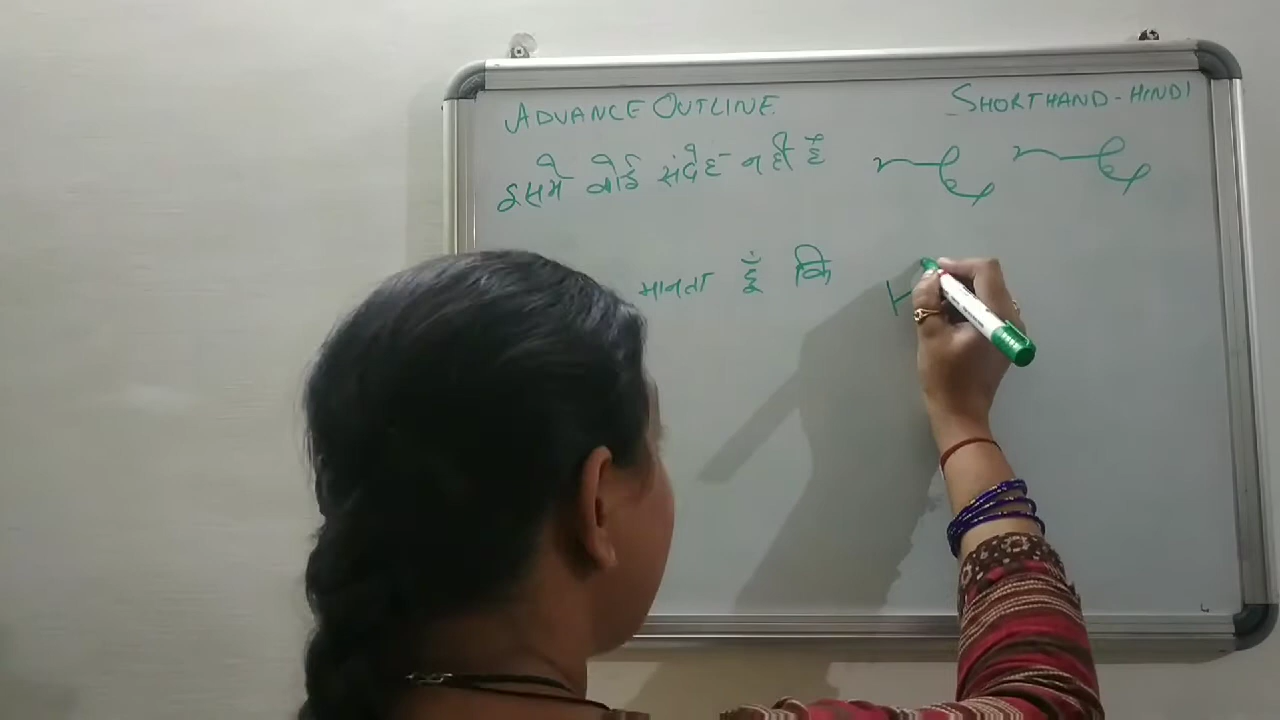 ADVANCE OUTLINE SHORTHAND-HINDI
इसमें कोई संदेह नहीं है
मानता हूँ कि